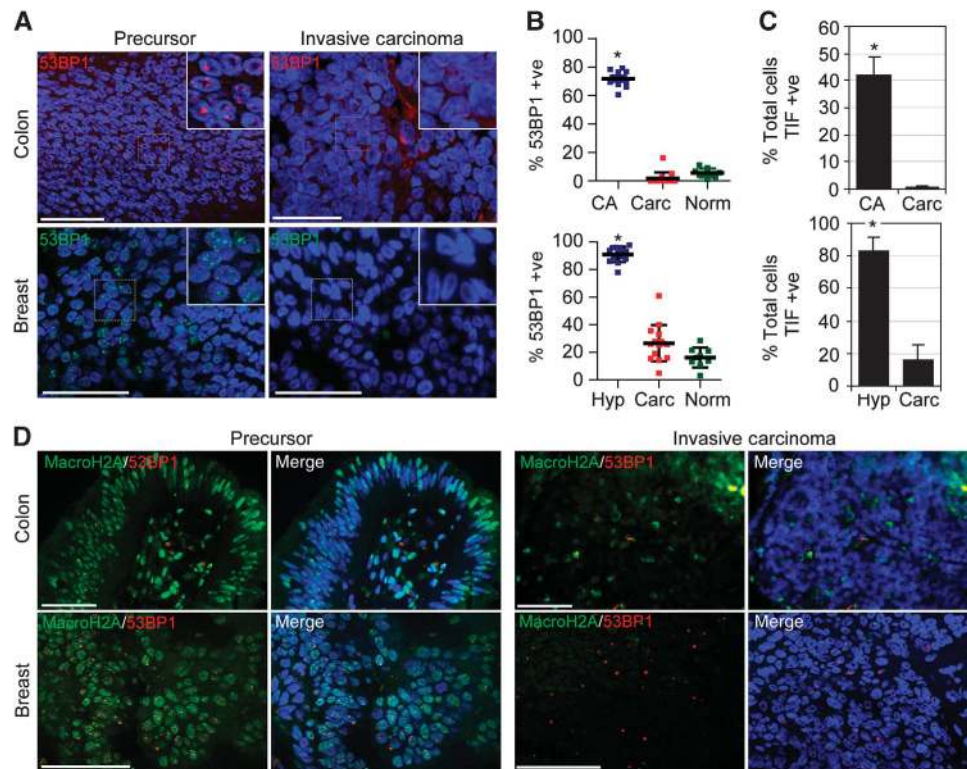 A
Precursor
Invasive carcinoma
Colon
53BP1
53BP1
Breast
53BP1
53BP1
B
% 53BP1 +ve
100
80
60
40
20
0
*
CA Carc Norm
% 53BP1 +ve
100
80
60
40
20
0
*
Hyp Carc Norm
C
% Total cells
TIF +ve
60
50
40
30
20
10
0
*
CA Carc
% Total cells
TIF +ve
100
80
60
40
20
0
*
Hyp Carc
D
Precursor
Invasive carcinoma
Colon
MacroH2A/53BP1
Merge
MacroH2A/53BP1
Merge
Breast
MacroH2A/53BP1
Merge
MacroH2A/53BP1
Merge